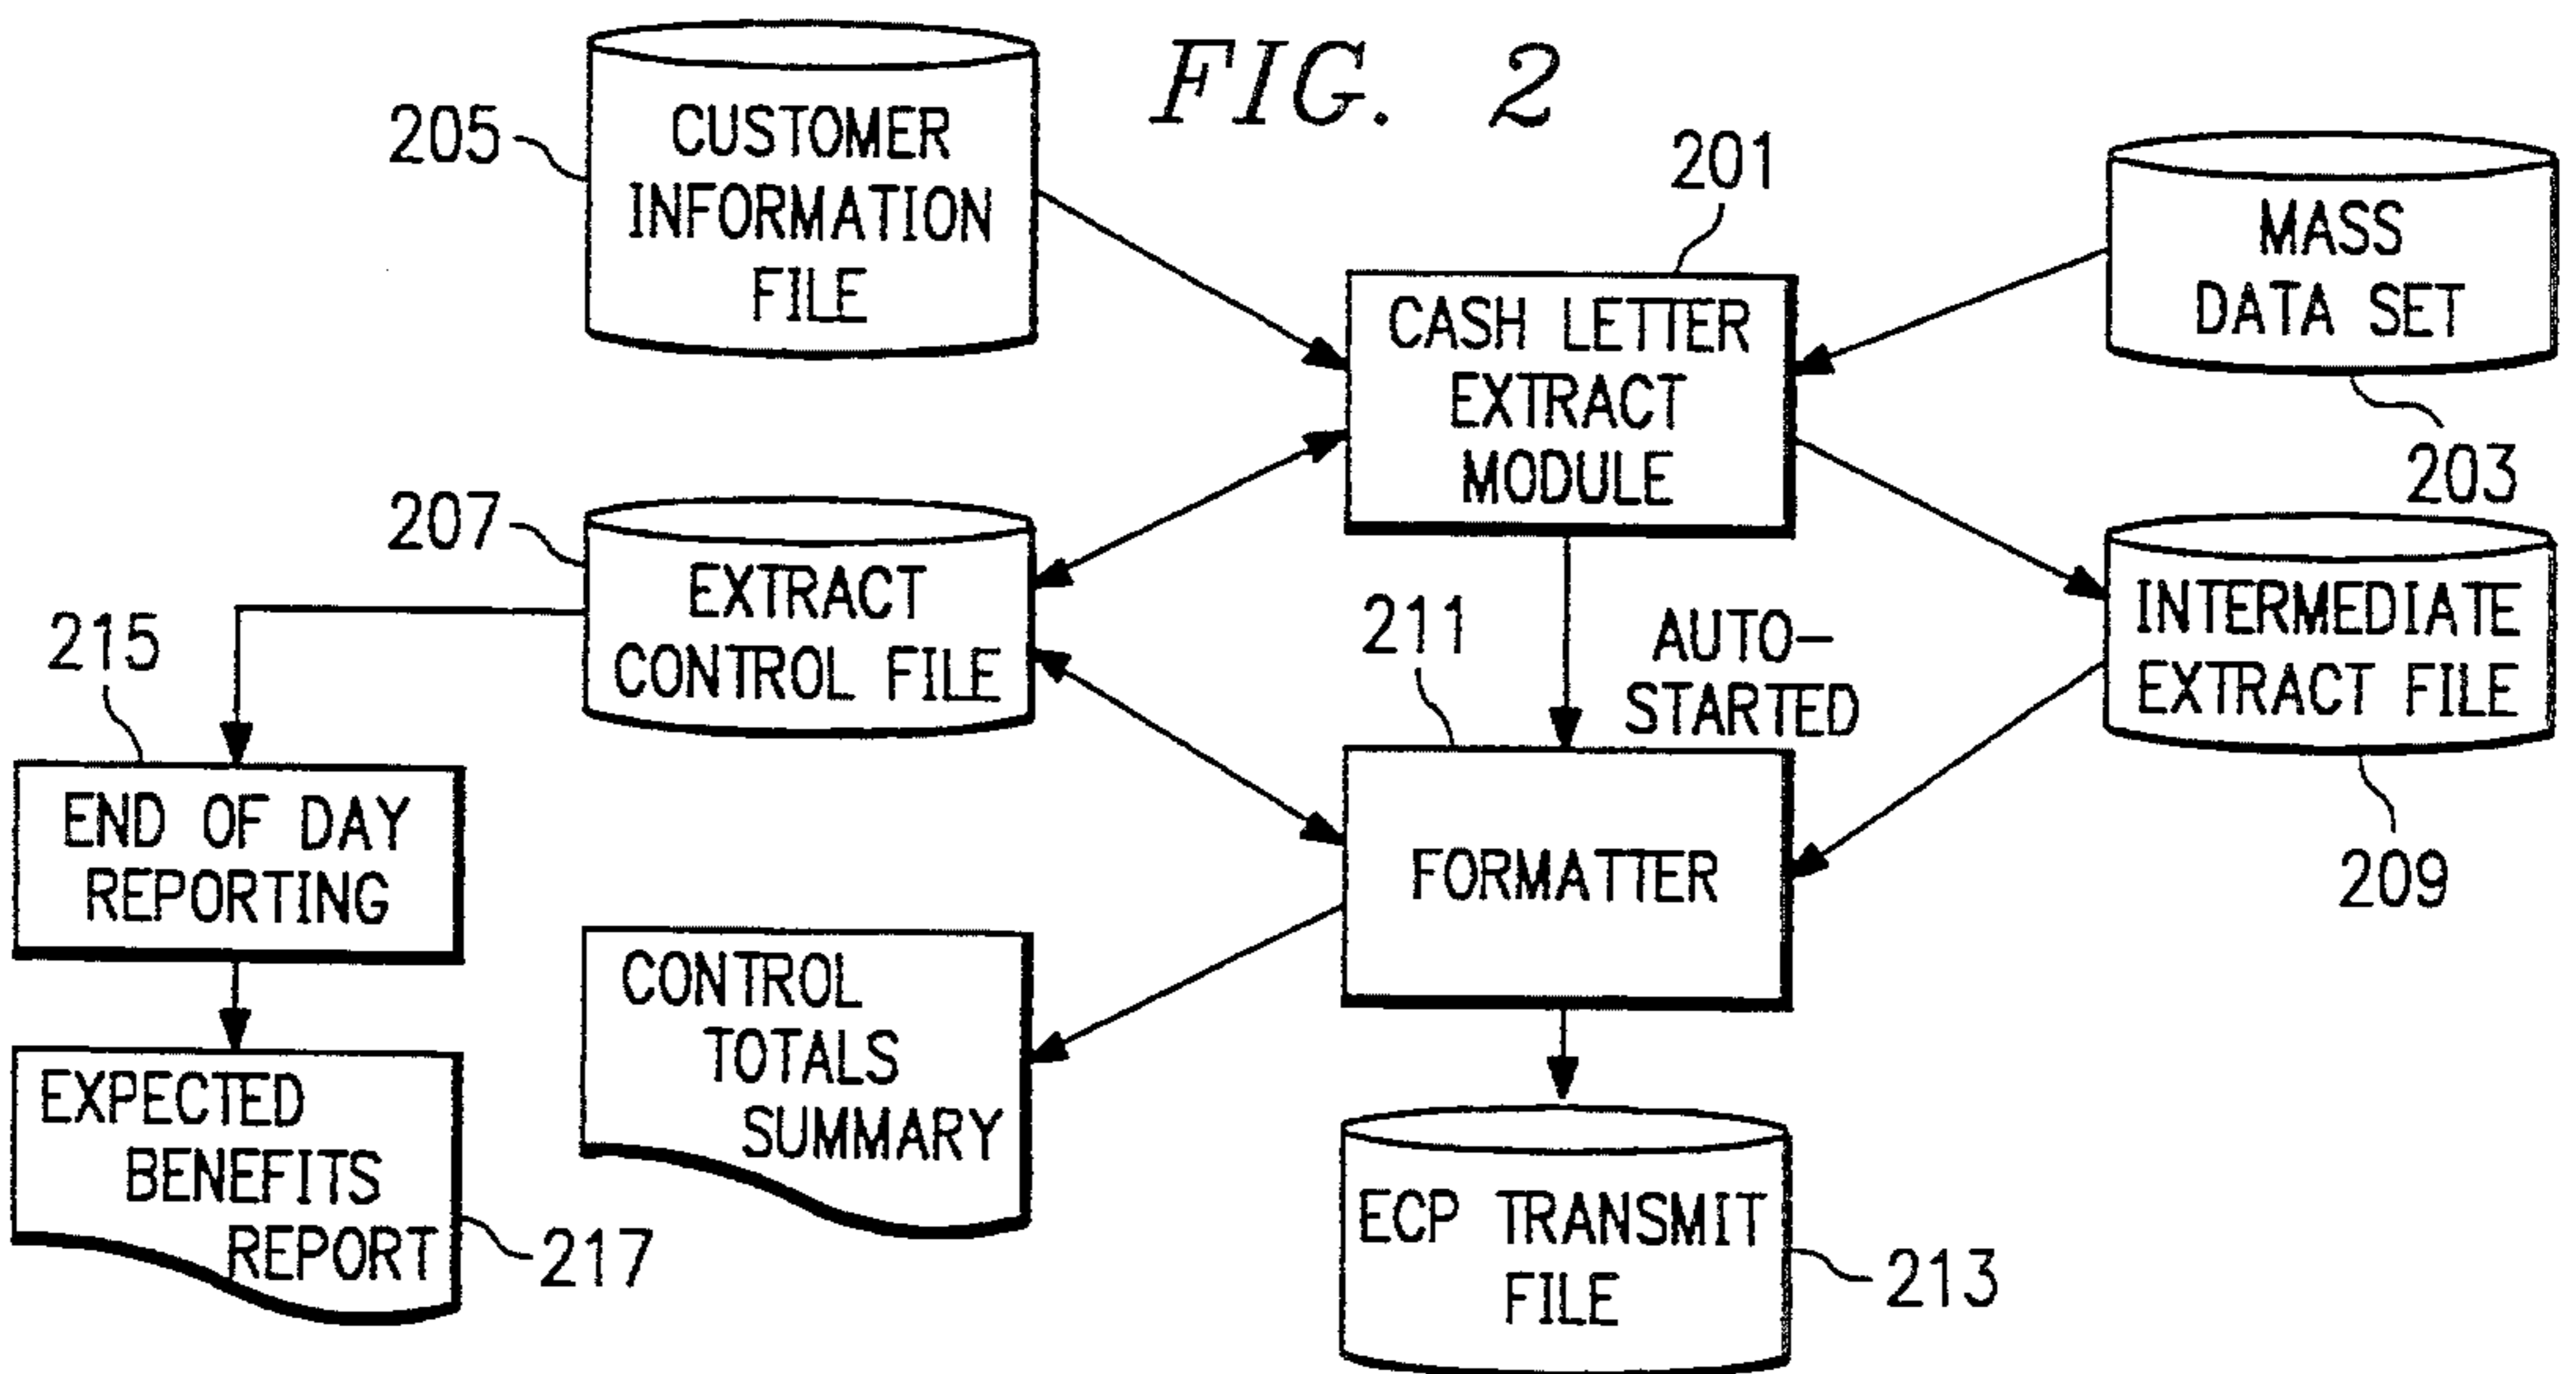 FIG. 2
205
CUSTOMER
INFORMATION
FILE
201
CASH LETTER
EXTRACT
MODULE
MASS
DATA SET
203
207
EXTRACT
CONTROL FILE
211
AUTO-
STARTED
INTERMEDIATE
EXTRACT FILE
209
215
END OF DAY
REPORTING
FORMATTER
CONTROL
TOTALS
SUMMARY
EXPECTED
BENEFITS
REPORT
217
ECP TRANSMIT
FILE
213